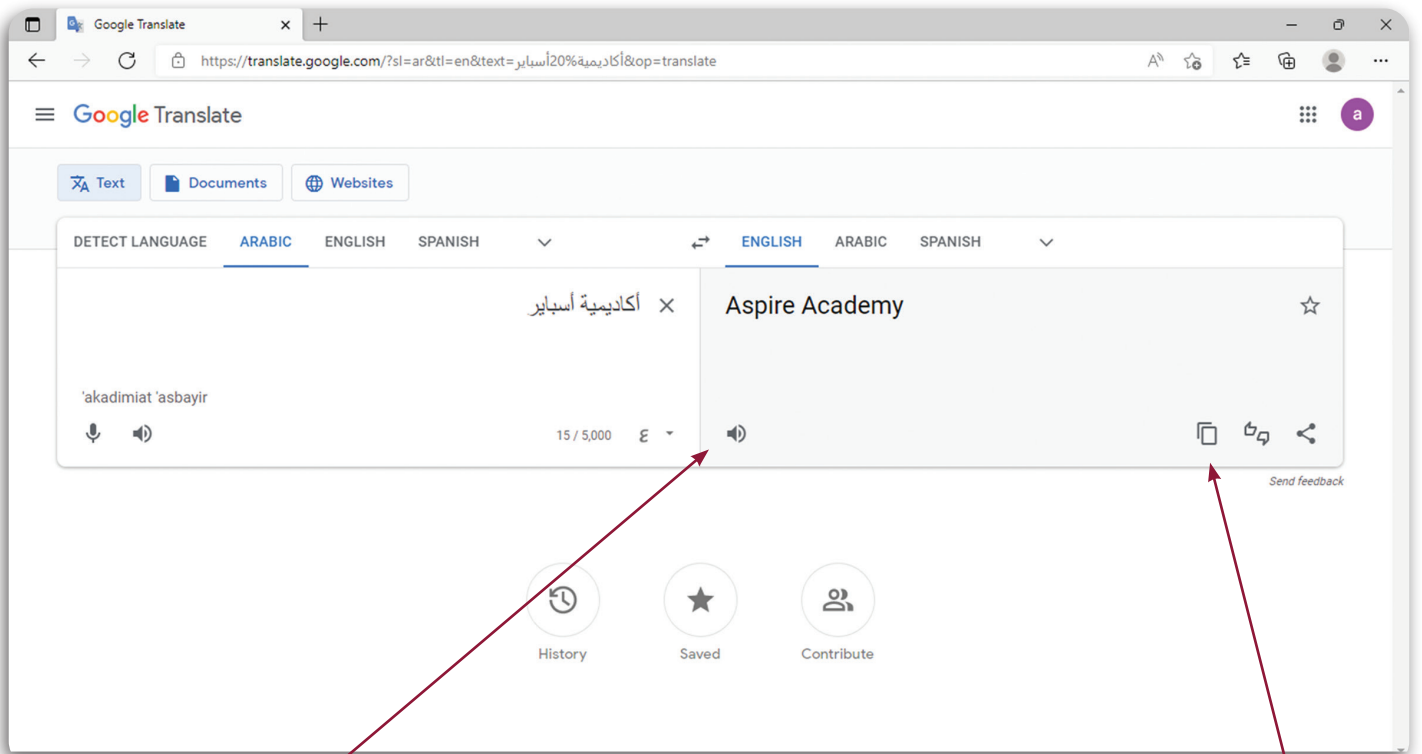 Google Translate
https://translate.google.com/?sl=ar&tl=en&text=أكاديمية%20أسباير&op=translate
Google Translate
a
Text
Documents
Websites
DETECT LANGUAGE ARABIC ENGLISH SPANISH
ENGLISH ARABIC SPANISH
أكاديمية أسباير
Aspire Academy
'akadimiat 'asbayir
15 / 5,000
ع
Send feedback
History
Saved
Contribute